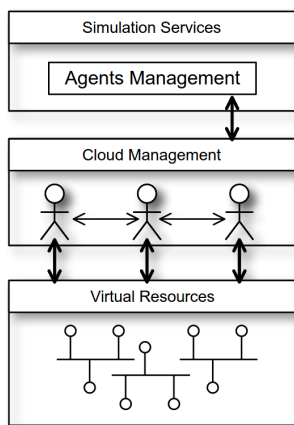 Simulation Services
Agents Management
Cloud Management
Virtual Resources